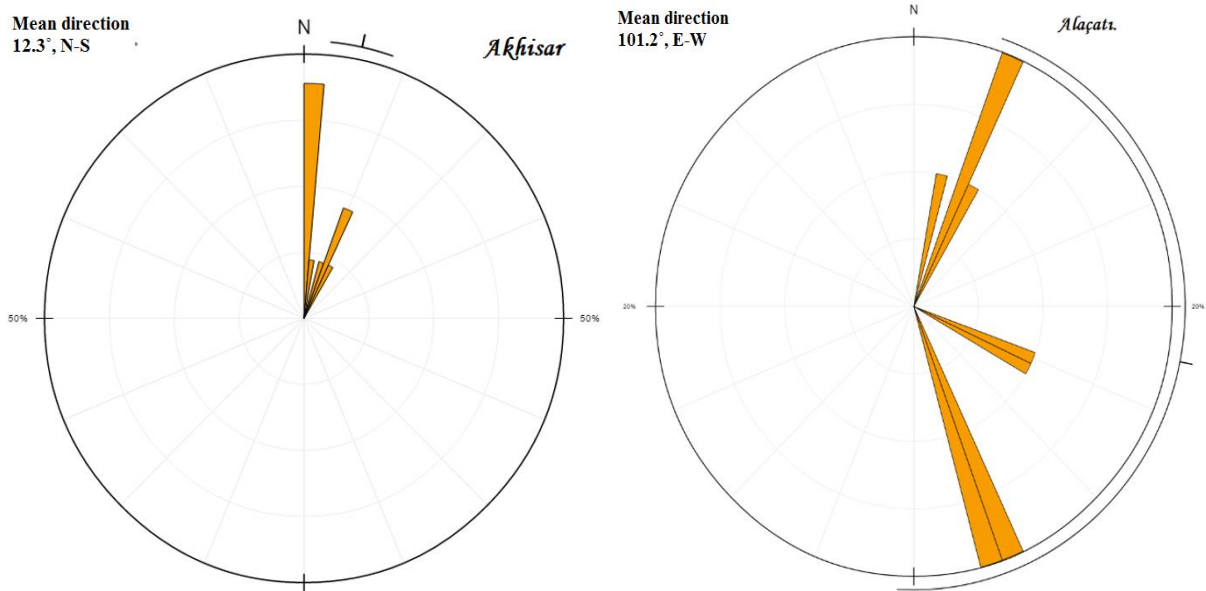 Mean direction
12.3°, N-S
N
Akhisar
50%
50%
Mean direction
101.2°, E-W
N
Alaçatı.
20%
20%